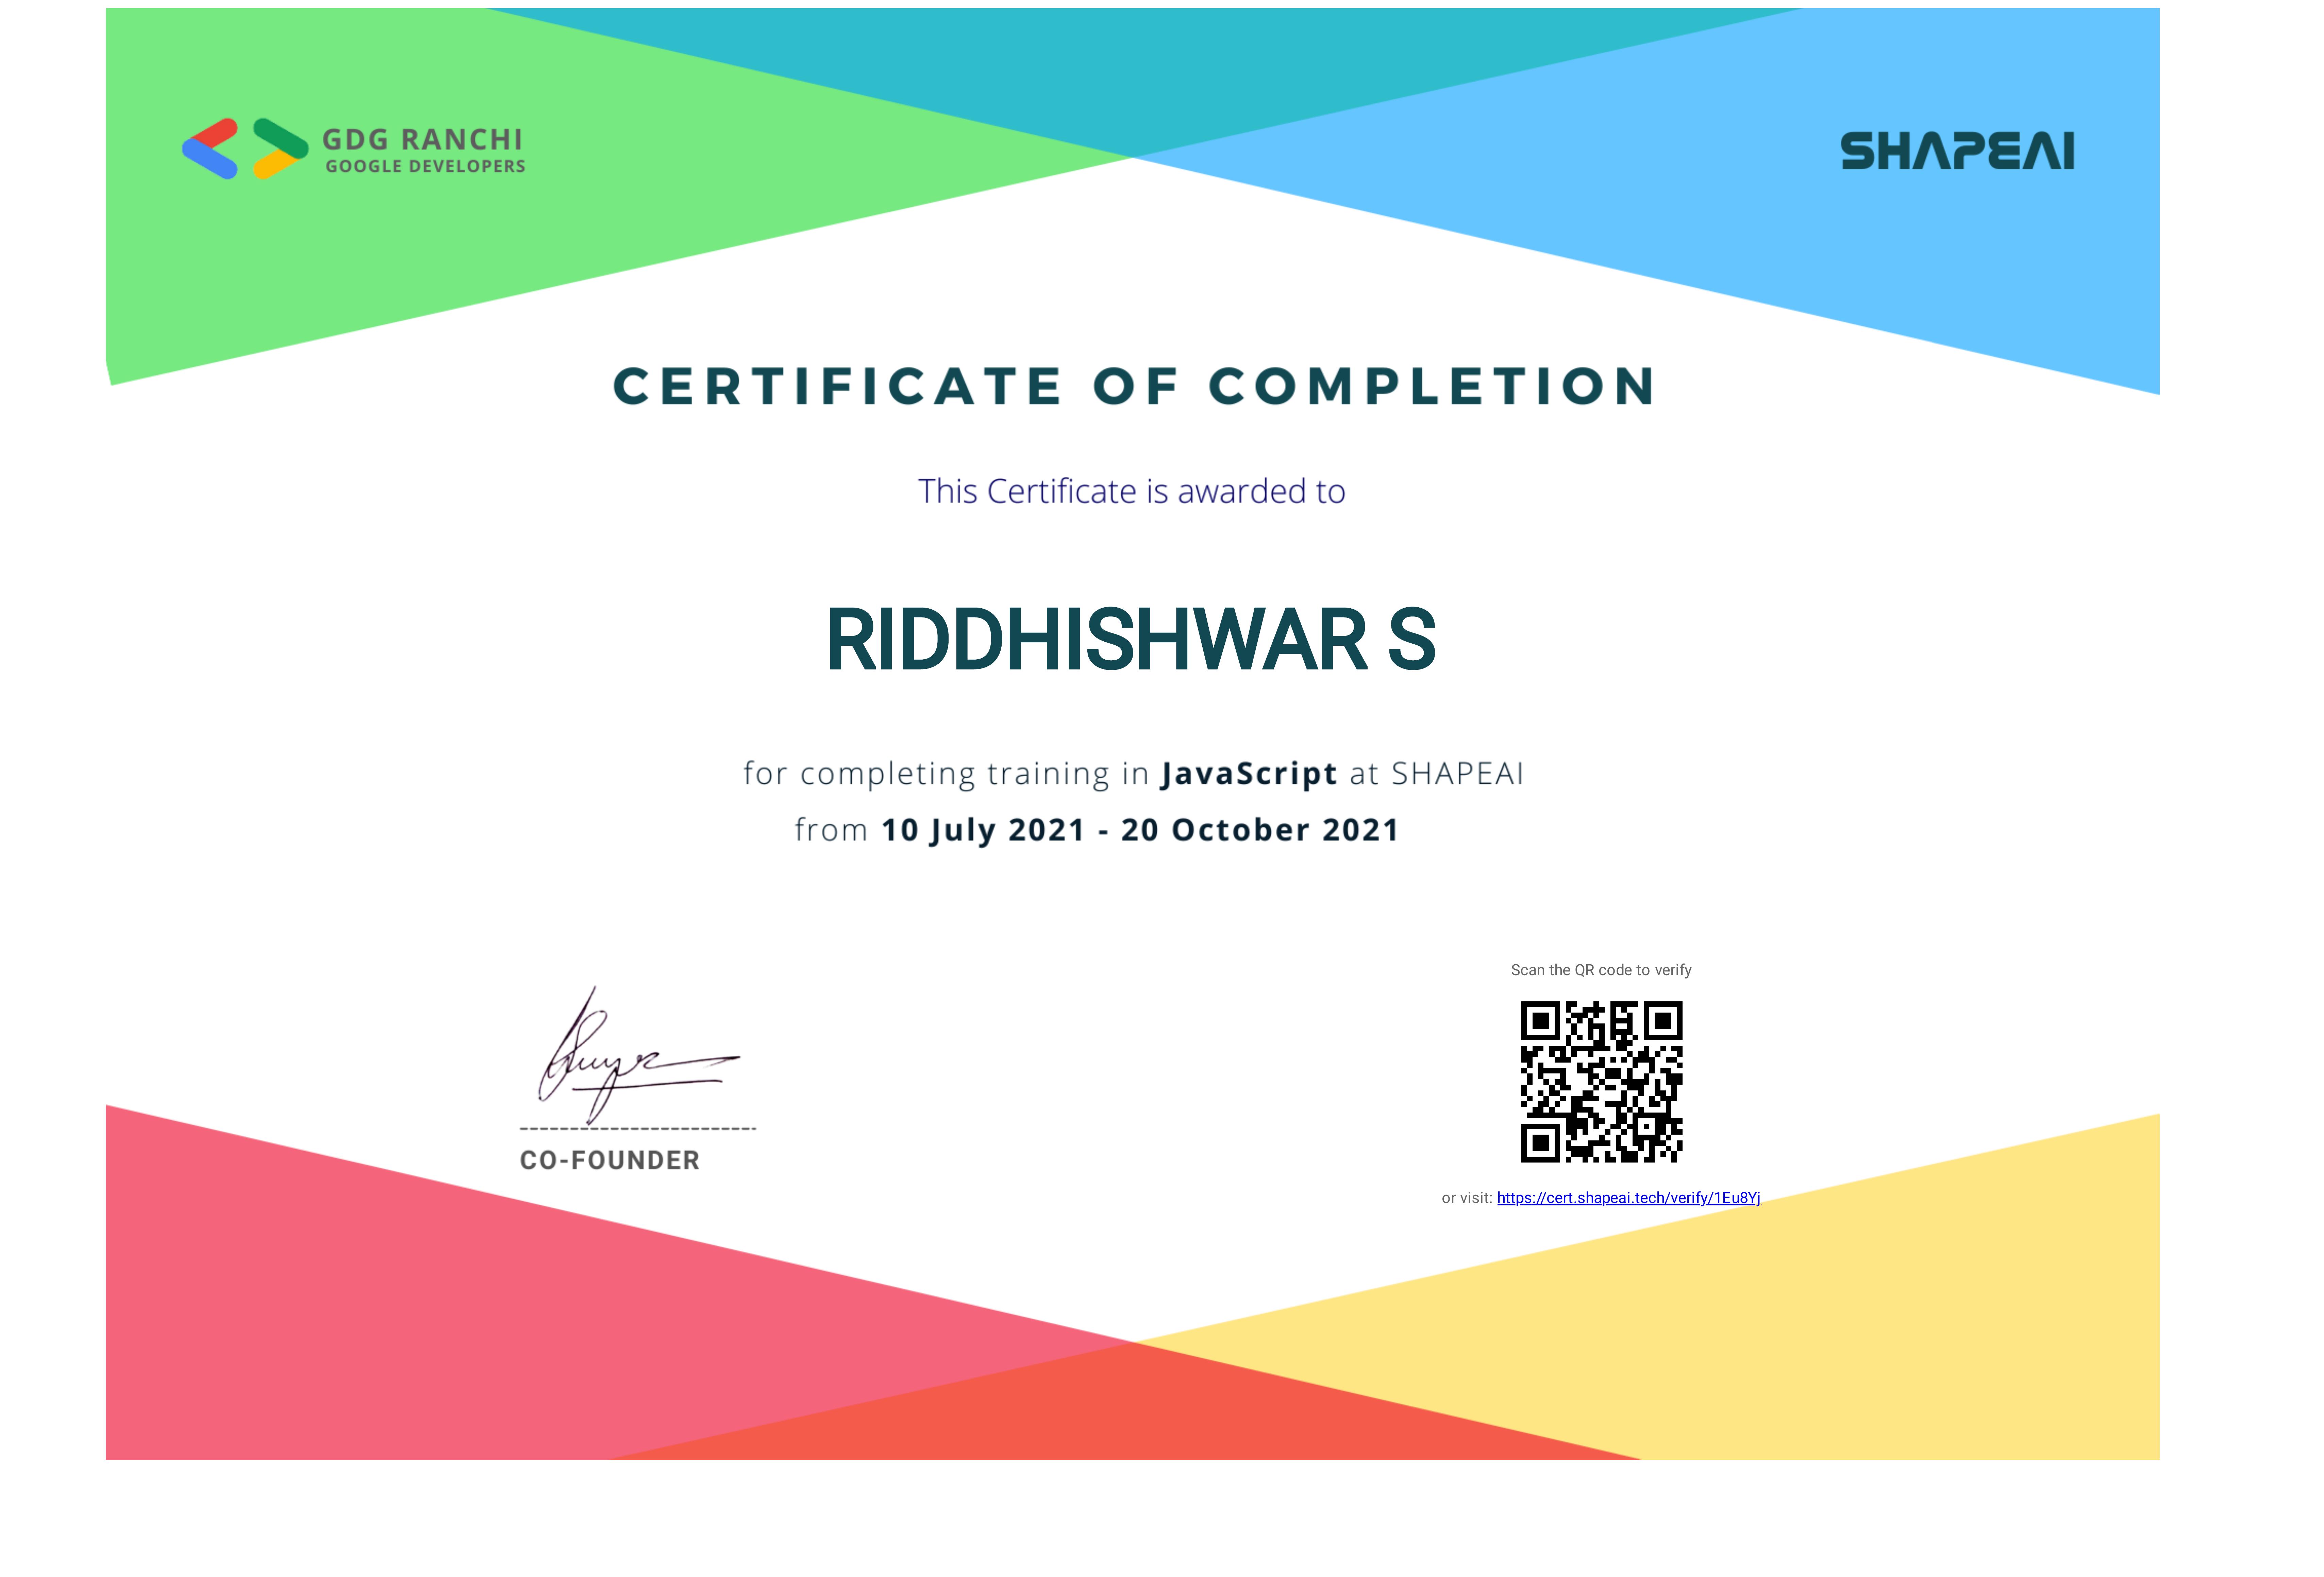 GDG RANCHI
GOOGLE DEVELOPERS
SHAPEAI
CERTIFICATE OF COMPLETION
This Certificate is awarded to
RIDDHISHWAR S
for completing training in JavaScript at SHAPEAI
from 10 July 2021 - 20 October 2021
Scan the QR code to verify
CO-FOUNDER
or visit: https://cert.shapeai.tech/verify/1Eu8Yj